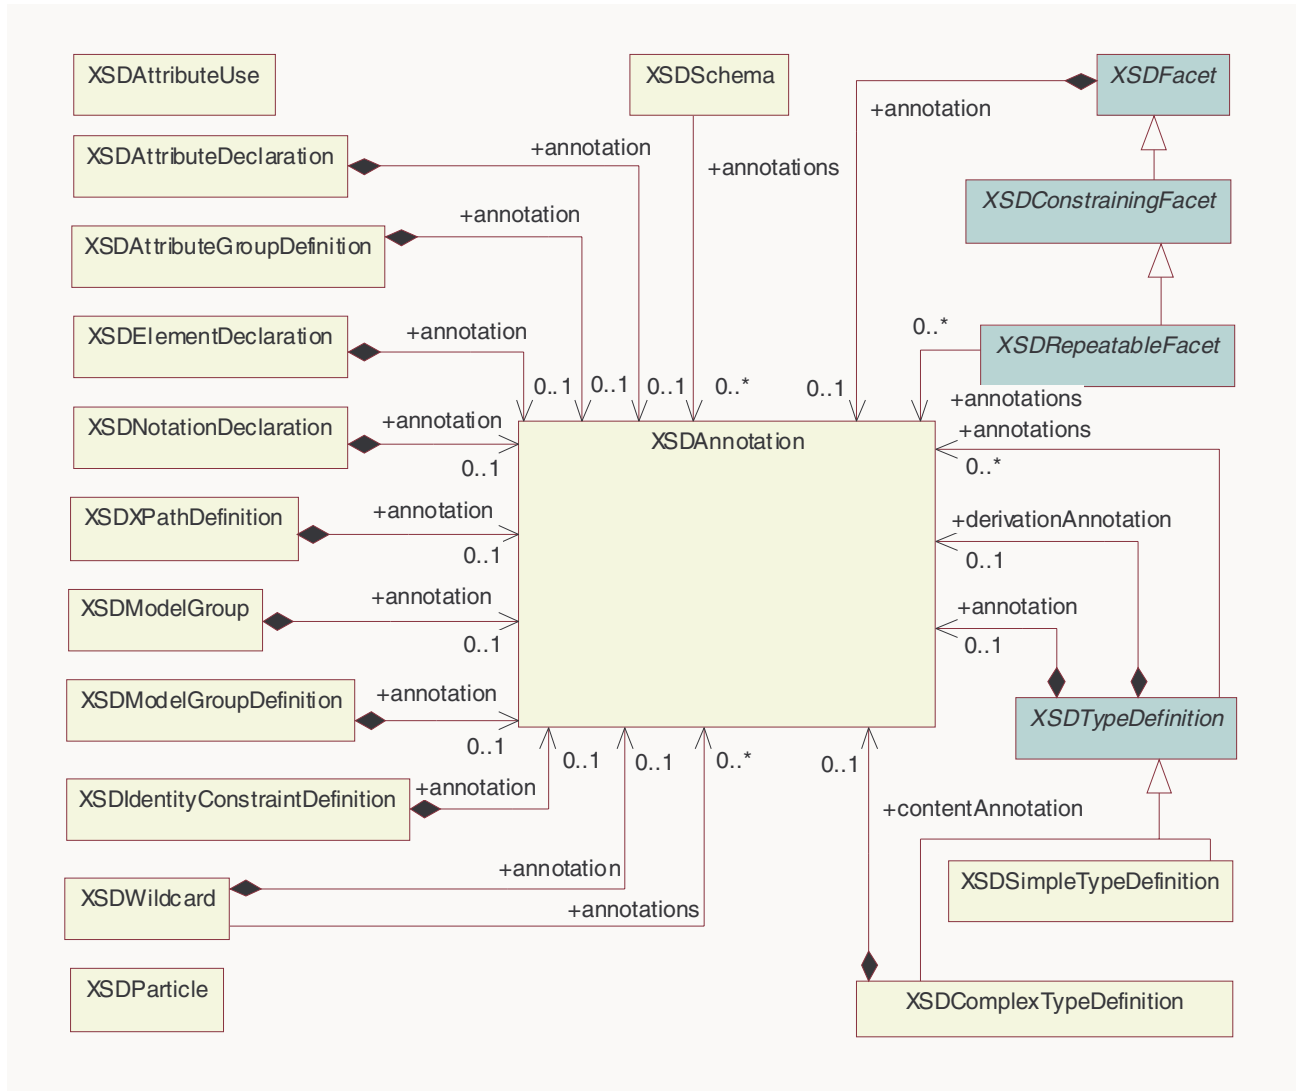 XSDAttributeUse
XSDSchema
XSDFacet
+annotation
XSDAttributeDeclaration
+annotation
+annotations
XSDConstrainingFacet
XSDAttributeGroupDefinition
+annotation
XSDElementDeclaration
+annotation
0..*
XSDRepeatableFacet
0..1
0..1
0..1
0..*
0..1
+annotations
XSDNotationDeclaration
+annotation
0..1
XSDAnnotation
+annotations
0..*
XSDXPathDefinition
+annotation
0..1
+derivationAnnotation
0..1
XSDModelGroup
+annotation
0..1
+annotation
0..1
XSDModelGroupDefinition
+annotation
0..1
XSDTypeDefinition
0..1
0..1
0..*
0..1
XSDIdentityConstraintDefinition
+annotation
+contentAnnotation
XSDWildcard
+annotation
+annotations
XSDSimpleTypeDefinition
XSDParticle
XSDComplexTypeDefinition